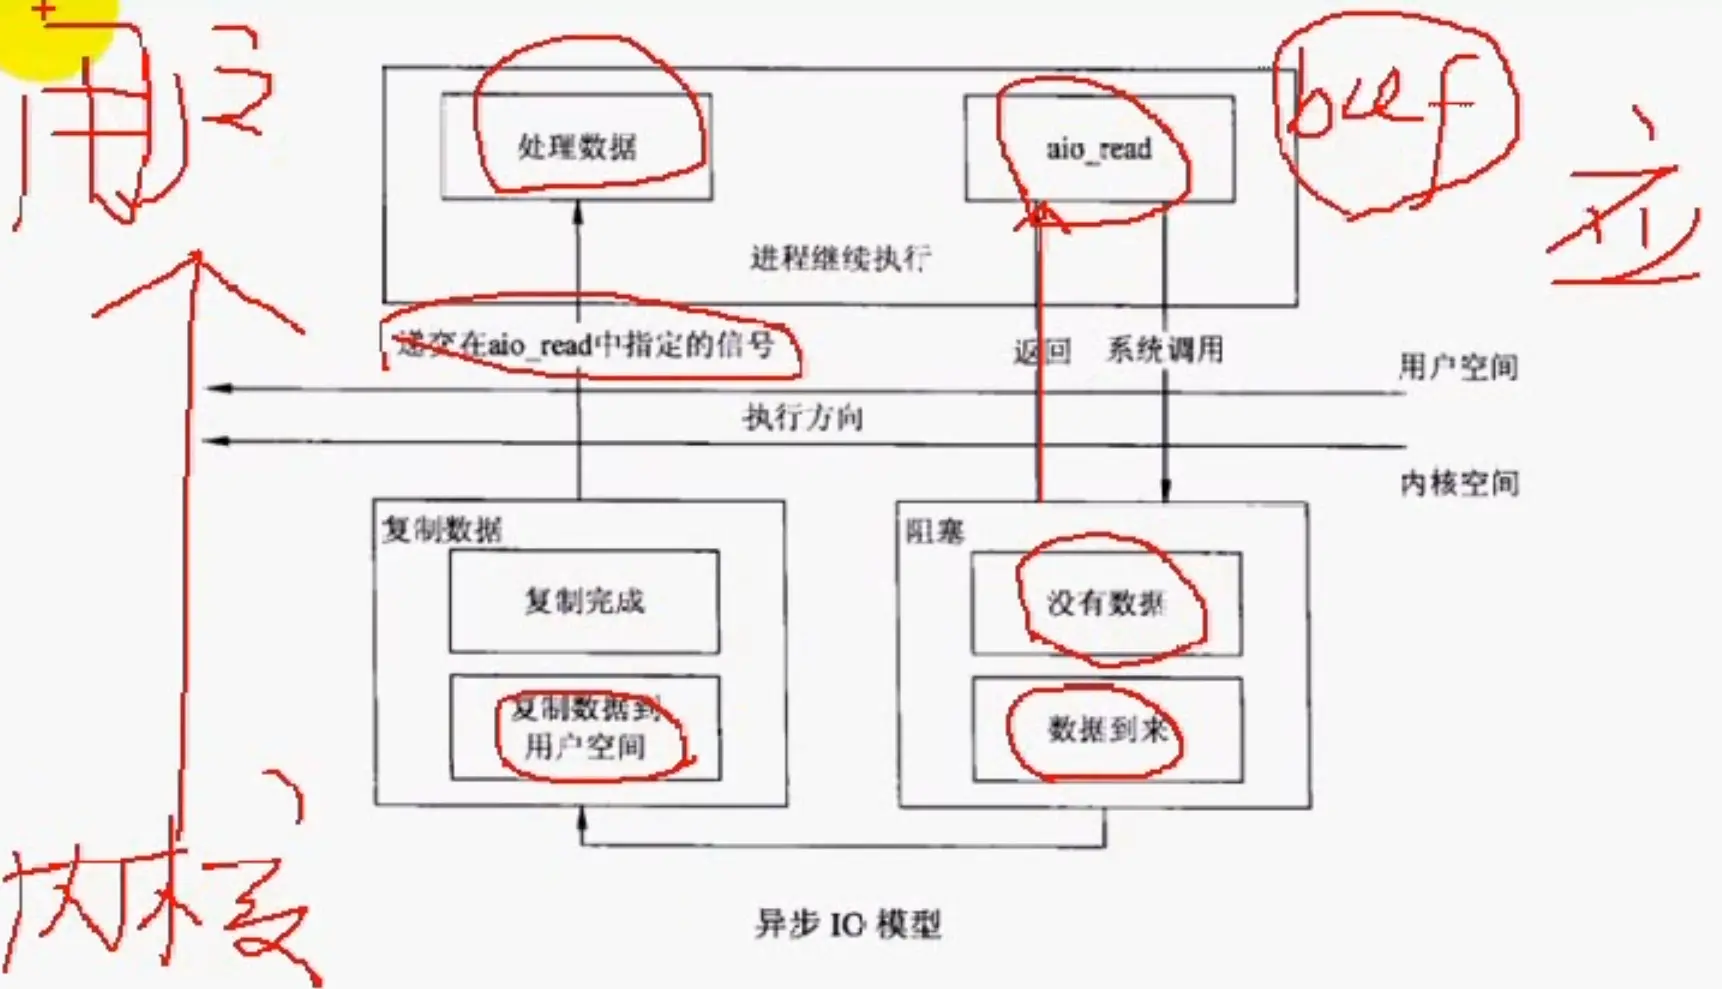 用户
buf
处理数据
aio_read
应
进程继续执行
递交在aio_read中指定的信号
返回
系统调用
用户空间
执行方向
内核空间
复制数据
阻塞
复制完成
没有数据
复制数据到
用户空间
数据到来
内核
异步 IO 模型